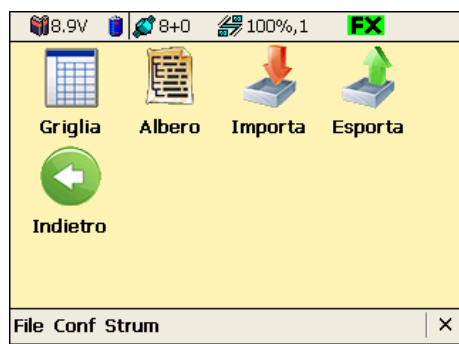 8.9V 8+0 100%,1 FX
Griglia Albero Importa Esporta
Indietro
File Conf Strum